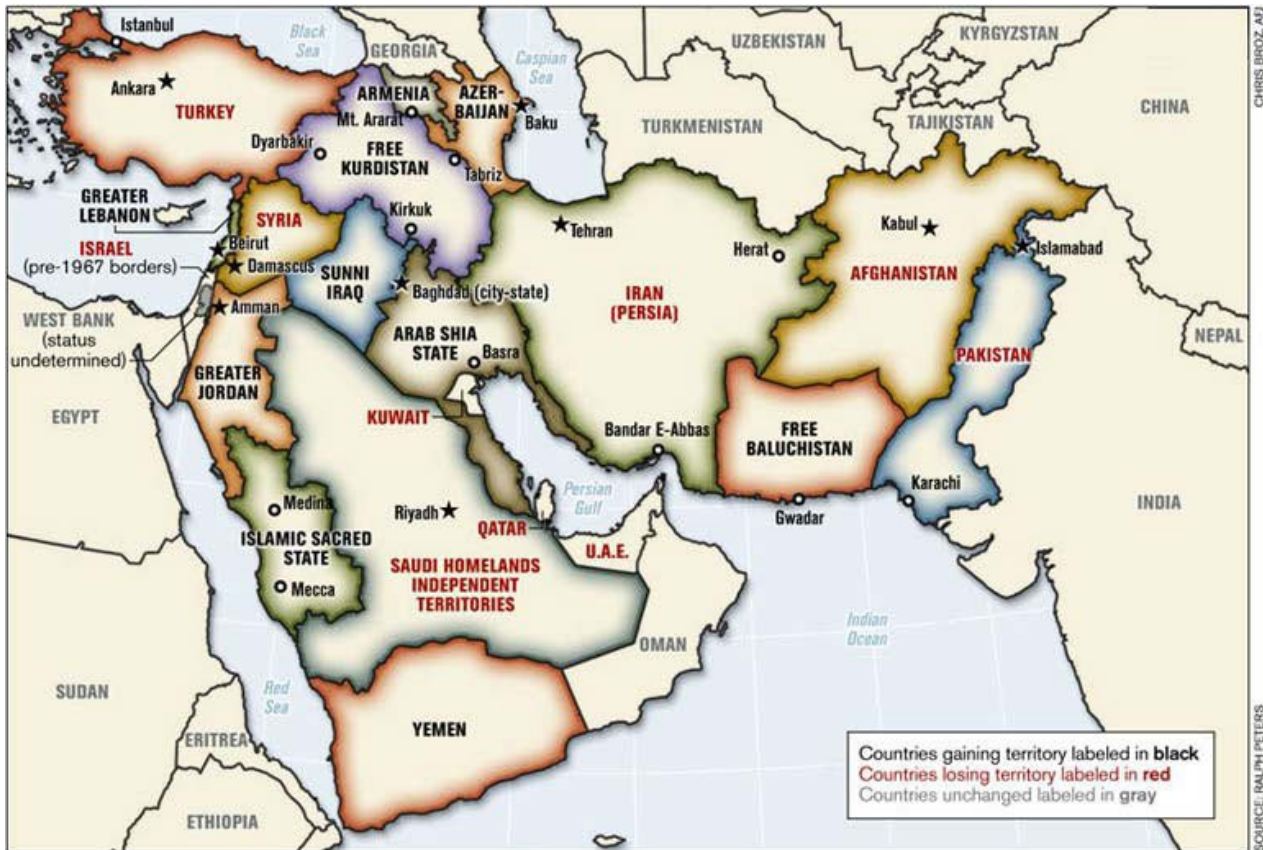 Istanbul
Black
Sea
GEORGIA
Caspian
Sea
UZBEKISTAN
KYRGYZSTAN
CHRIS BROZ, AFJ
Ankara
TURKEY
ARMENIA
Mt. Ararat
AZER-
BAIJAN
Baku
TURKMENISTAN
TAJIKISTAN
CHINA
Dyarbakir
FREE
KURDISTAN
Tabriz
GREATER
LEBANON
SYRIA
Kirkuk
Tehran
Herat
Kabul
Islamabad
ISRAEL
(pre-1967 borders)
Beirut
Damascus
SUNNI
IRAQ
Baghdad (city-state)
IRAN
(PERSIA)
AFGHANISTAN
Amman
WEST BANK
(status
undetermined)
ARAB SHIA
STATE
Basra
PAKISTAN
NEPAL
GREATER
JORDAN
EGYPT
KUWAIT
Bandar E-Abbas
FREE
BALUCHISTAN
Medina
Riyadh
Persian
Gulf
Gwadar
Karachi
INDIA
ISLAMIC SACRED
STATE
QATAR
U.A.E.
Mecca
SAUDI HOMELANDS
INDEPENDENT
TERRITORIES
OMAN
Indian
Ocean
SUDAN
Red
Sea
YEMEN
ERITREA
ETHIOPIA
Countries gaining territory labeled in black
Countries losing territory labeled in red
Countries unchanged labeled in gray
SOURCE: RALPH PETERS